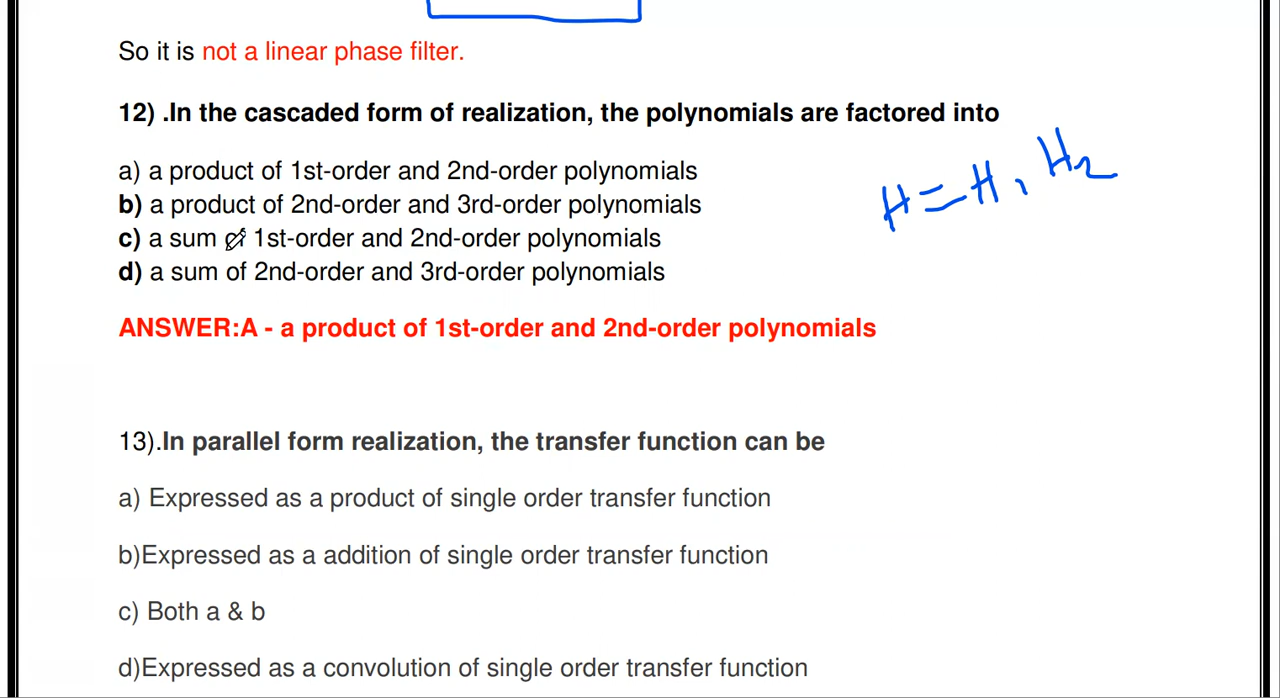 So it is not a linear phase filter.
12) .In the cascaded form of realization, the polynomials are factored into
a) a product of 1st-order and 2nd-order polynomials
b) a product of 2nd-order and 3rd-order polynomials
c) a sum of 1st-order and 2nd-order polynomials
d) a sum of 2nd-order and 3rd-order polynomials
H=H1 H2
ANSWER:A - a product of 1st-order and 2nd-order polynomials
13).In parallel form realization, the transfer function can be
a) Expressed as a product of single order transfer function
b)Expressed as a addition of single order transfer function
c) Both a & b
d)Expressed as a convolution of single order transfer function